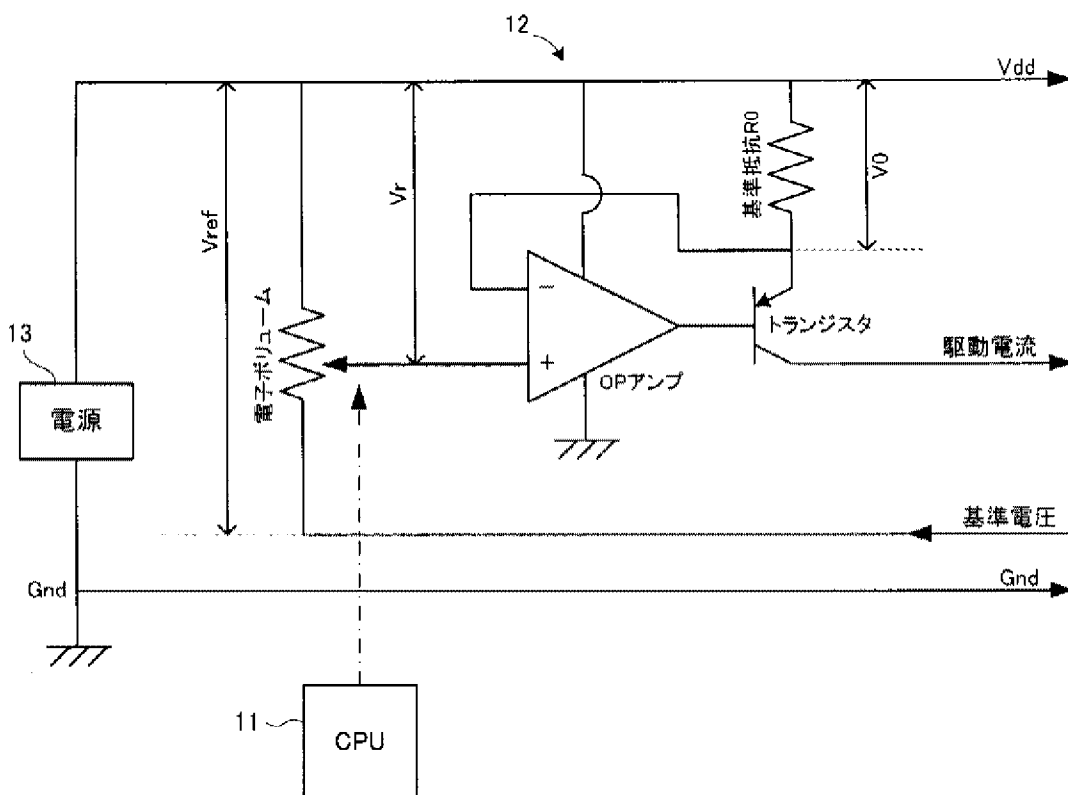 12
Vdd
Vref
Vr
基準抵抗R0
V0
−
+
OPアンプ
トランジスタ
駆動電流
13
電源
電子ボリューム
基準電圧
Gnd
Gnd
11
CPU